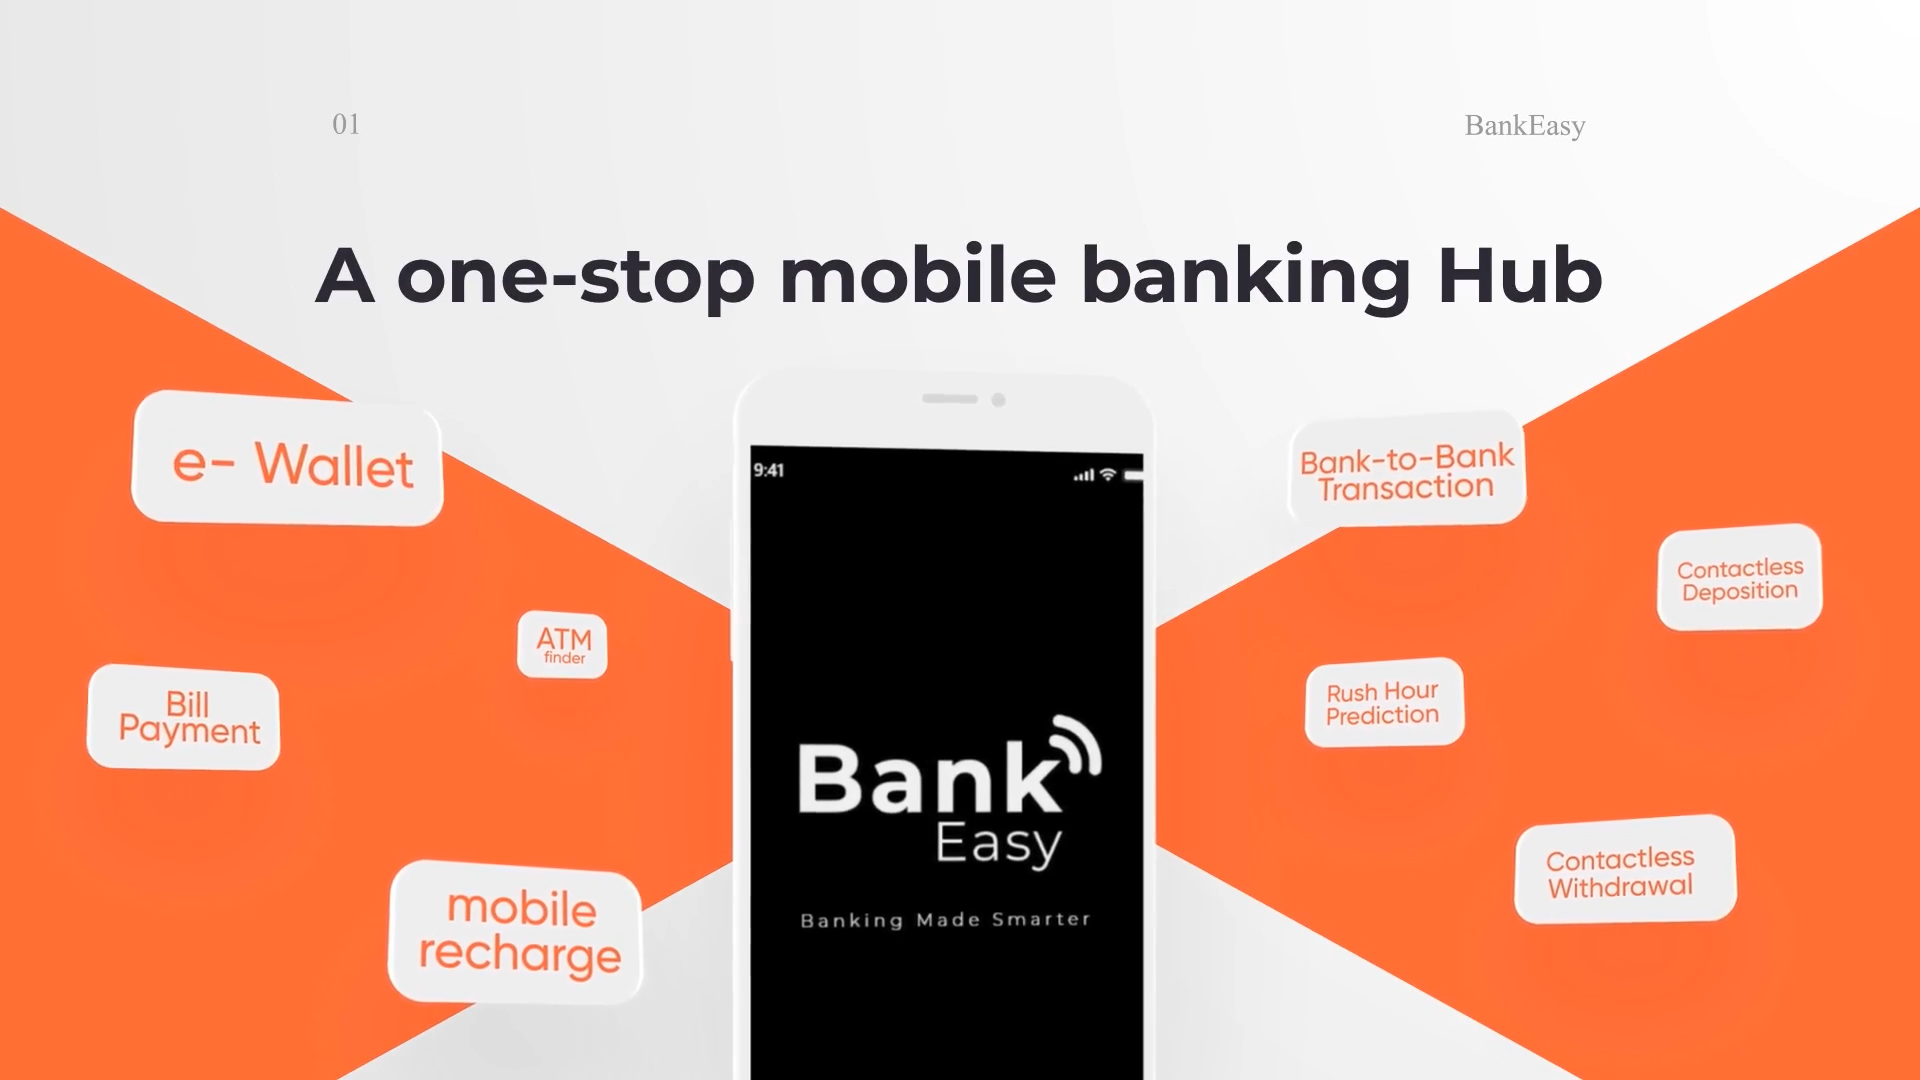 01
BankEasy
A one-stop mobile banking Hub
e- Wallet
ATM
finder
Bill
Payment
mobile
recharge
9:41
Bank
Easy
Banking Made Smarter
Bank-to-Bank
Transaction
Contactless
Deposition
Rush Hour
Prediction
Contactless
Withdrawal